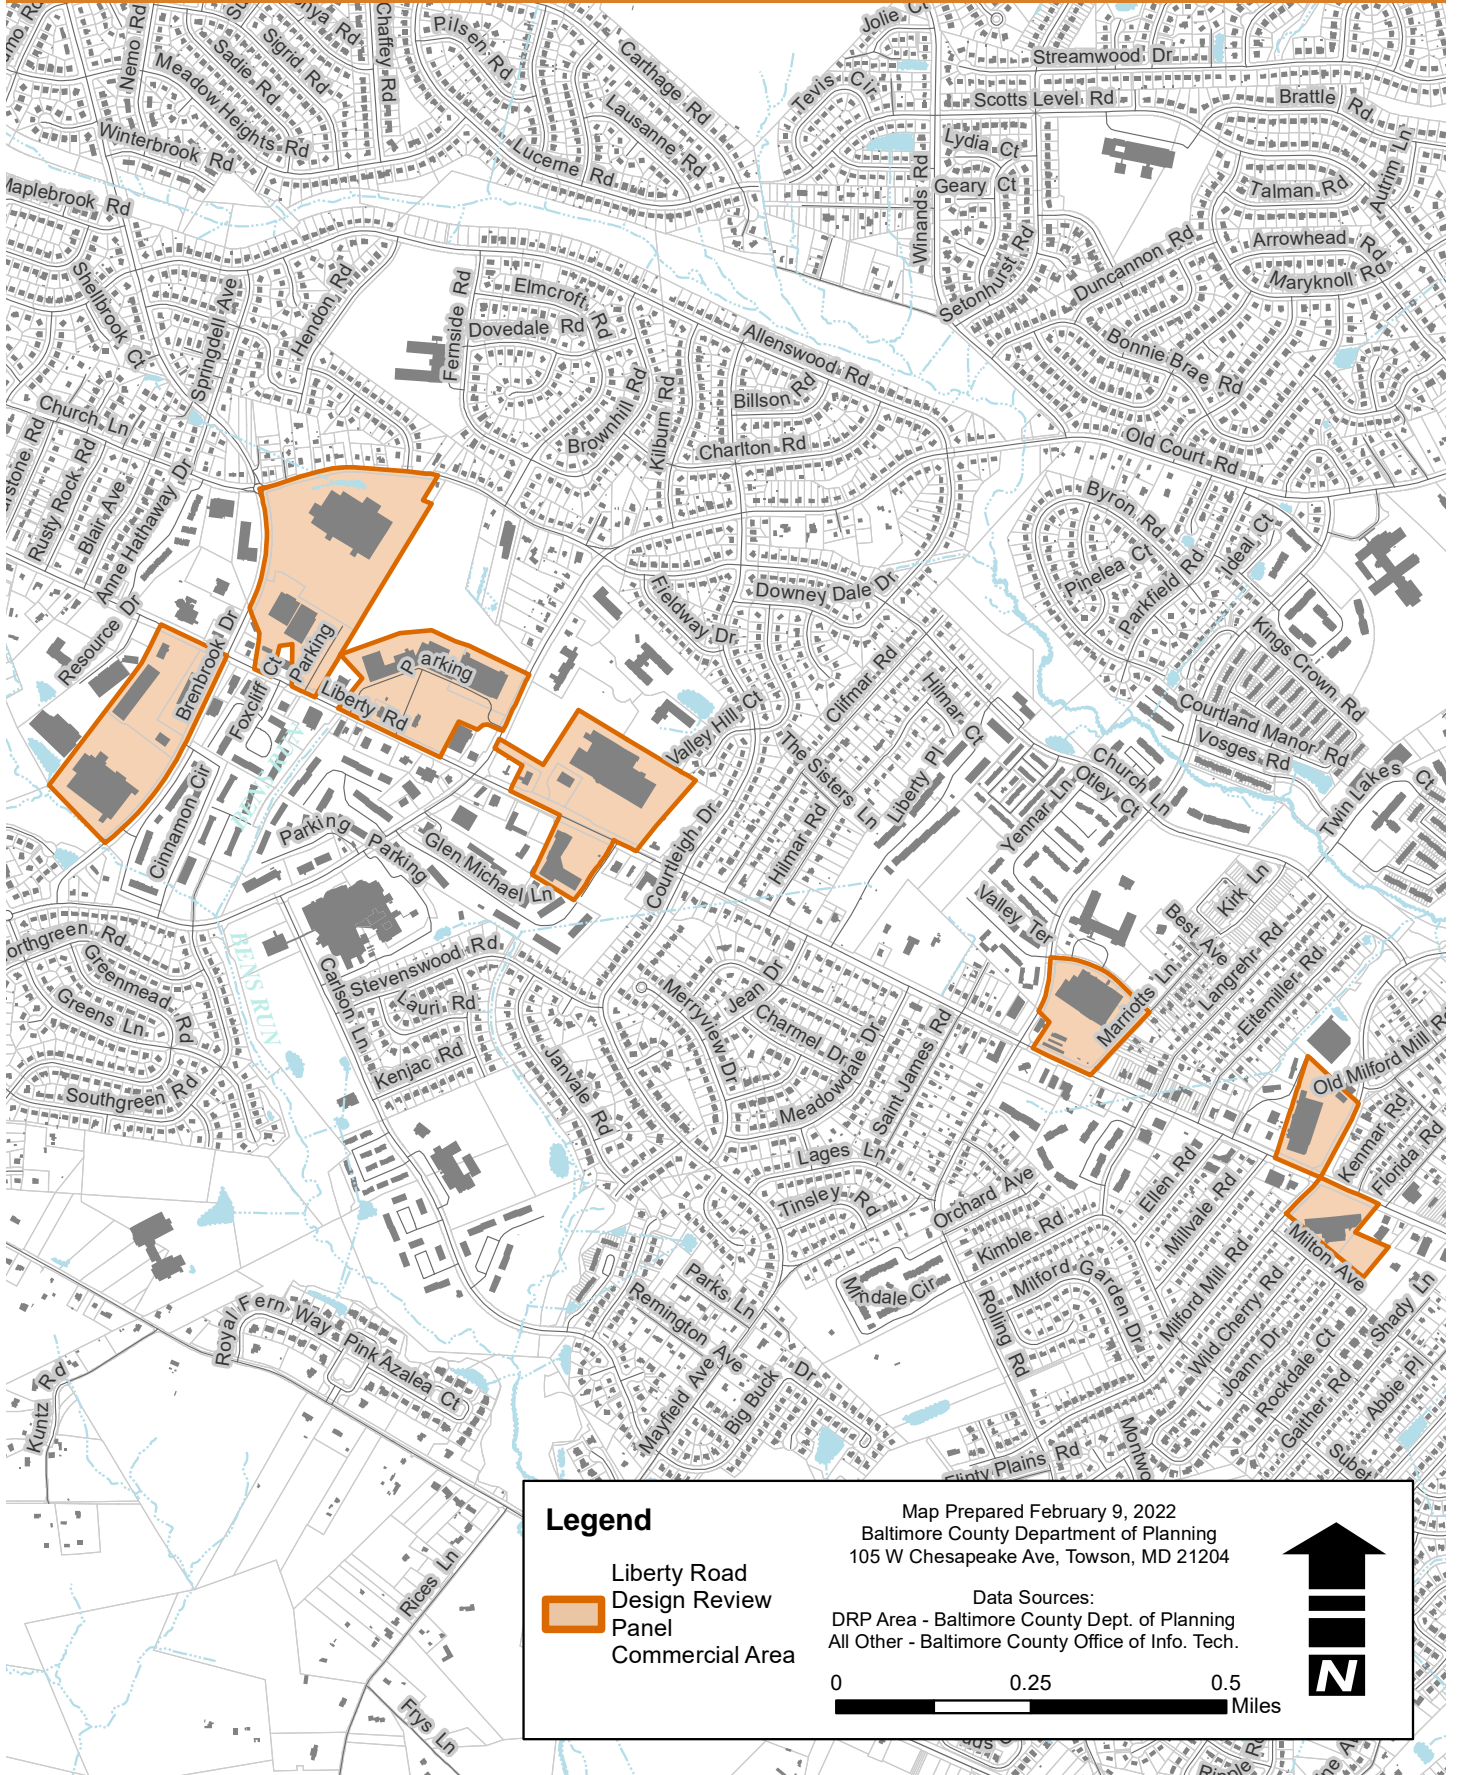 Jolie Ct
Nemo Rd
Sadie Rd
Sigrid Rd
Chaffey Rd
Pilsen Rd
Carthage Rd
Streamwood Dr
Meadow Heights Rd
Tevis Cir
Scotts Level Rd
Brattle Rd
Lausanne Rd
Winterbrook Rd
Lucerne Rd
Lydia Ct
Autrim Ln
Winands Rd
Geary Ct
Talman Rd
Maplebrook Rd
Setonhurst Rd
Duncannon Rd
Arrowhead Rd
Maryknoll Rd
Shellbrook Ct
Springdell Ave
Hendon Rd
Fernside Rd
Elmcroft Rd
Dovedale Rd
Allenswood Rd
Bonnie Brae Rd
Billson Rd
Brownhill Rd
Kilburn Rd
Charlton Rd
Church Ln
Old Court Rd
Rusty Rock Rd
Blair Ave
Anne Hathaway Dr
Byron Rd
Pinelea Ct
Parkfield Rd
Ideal Ct
Downey Dale Dr
Fieldway Dr
Resource Dr
Brenbrook Dr
Foxcliff Ct
Parking
Parking
Liberty Rd
Kings Crown Rd
Clifmar Rd
Hilmar Ct
Valley Hill Ct
Courtland Manor Rd
Vosges Rd
The Sisters Ln
Liberty Pl
Church Ln
Otley Ct
Yennar Ln
Twin Lakes Ct
Cinnamon Cir
Parking
Parking
Glen Michael Ln
Courtleigh Dr
Hilmar Rd
Valley Ter
Kirk Ln
Best Ave
Langrehr Rd
Eitemiller Rd
Marriotts Ln
Greenmead Rd
Greens Ln
Southgreen Rd
BENS RUN
Carlson Ln
Stevenswood Rd
Lauri Rd
Kenjac Rd
Janvale Rd
Merryview Dr
Jean Dr
Charmel Dr
Meadowdale Dr
Saint James Rd
Old Milford Mill Rd
Kenmar Rd
Florida Rd
Lages Ln
Tinsley Rd
Orchard Ave
Kimble Rd
Ellen Rd
Millvale Rd
Milton Ave
Milford Garden Dr
Milford Mill Rd
Wild Cherry Rd
Joann Dr
Rockdale Ct
Gaither Rd
Shady Ln
Abbie Pl
Rolling Rd
Parks Ln
Remington Ave
Mayfield Ave
Big Buck Dr
Royal Fern Way
Pink Azalea Ct
Kuntz Rd
Flinty Plains Rd
Rices Ln
Frys Ln
Legend
Liberty Road
Design Review
Panel
Commercial Area
Map Prepared February 9, 2022
Baltimore County Department of Planning
105 W Chesapeake Ave, Towson, MD 21204
Data Sources:
DRP Area - Baltimore County Dept. of Planning
All Other - Baltimore County Office of Info. Tech.
0 0.25 0.5
Miles
N